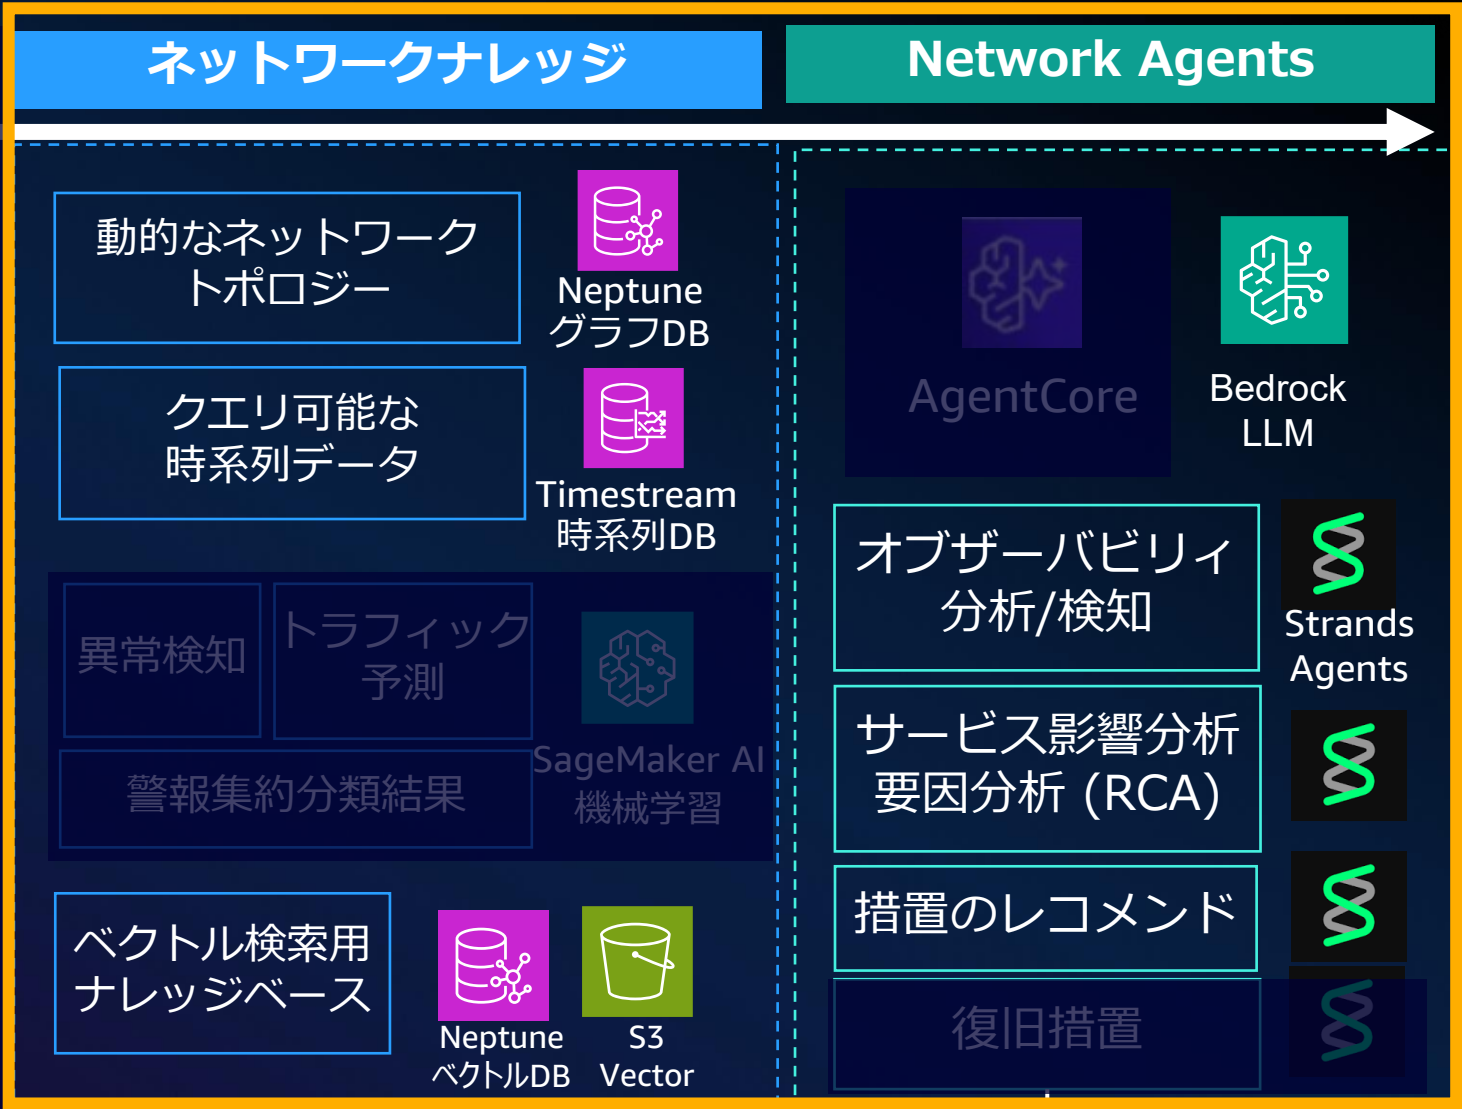 ネットワークナレッジ
Network Agents
動的なネットワーク
トポロジー
Neptune
グラフDB
クエリ可能な
時系列データ
Timestream
時系列DB
異常検知
トラフィック
予測
SageMaker AI
機械学習
警報集約分類結果
ベクトル検索用
ナレッジベース
Neptune
ベクトルDB
S3
Vector
AgentCore
Bedrock
LLM
オブザーバビリィ
分析/検知
Strands
Agents
サービス影響分析
要因分析 (RCA)
措置のレコメンド
復旧措置